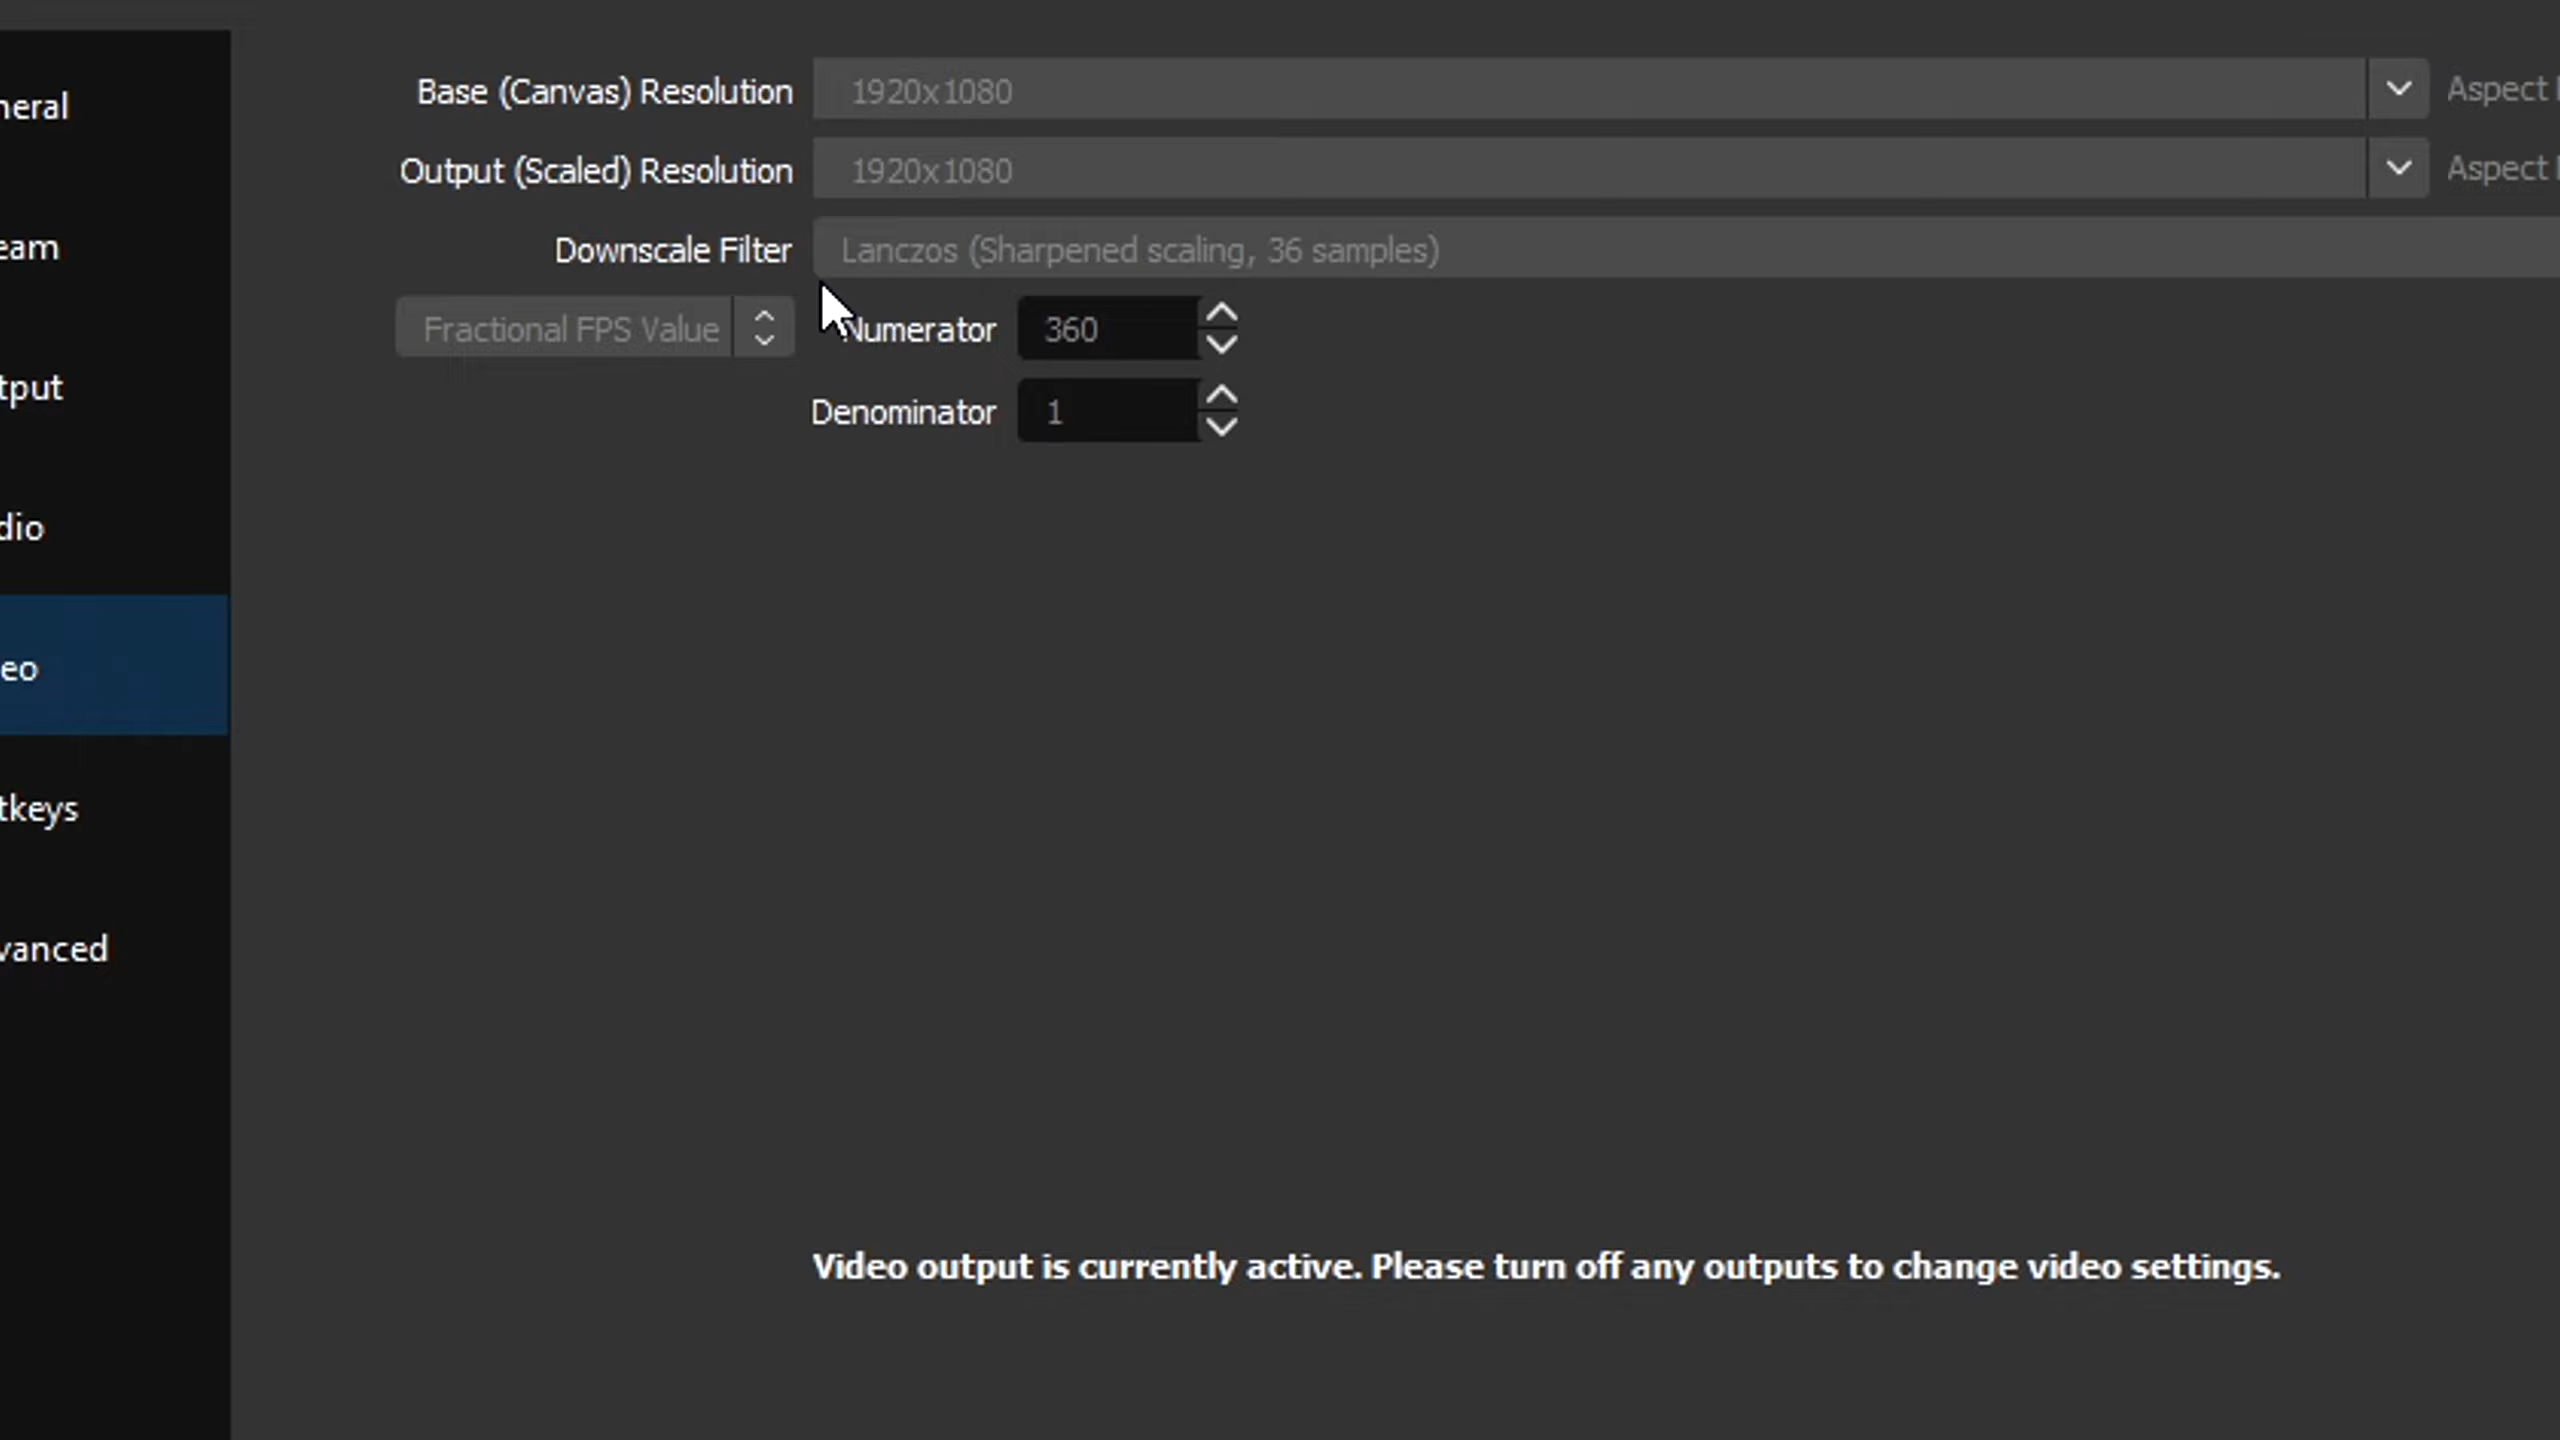 Base (Canvas) Resolution 1920x1080 Aspect
Output (Scaled) Resolution 1920x1080 Aspect
Downscale Filter Lanczos (Sharpened scaling, 36 samples)
Fractional FPS Value Numerator 360
Denominator 1
neral
eam
tput
dio
eo
tkeys
vanced
Video output is currently active. Please turn off any outputs to change video settings.